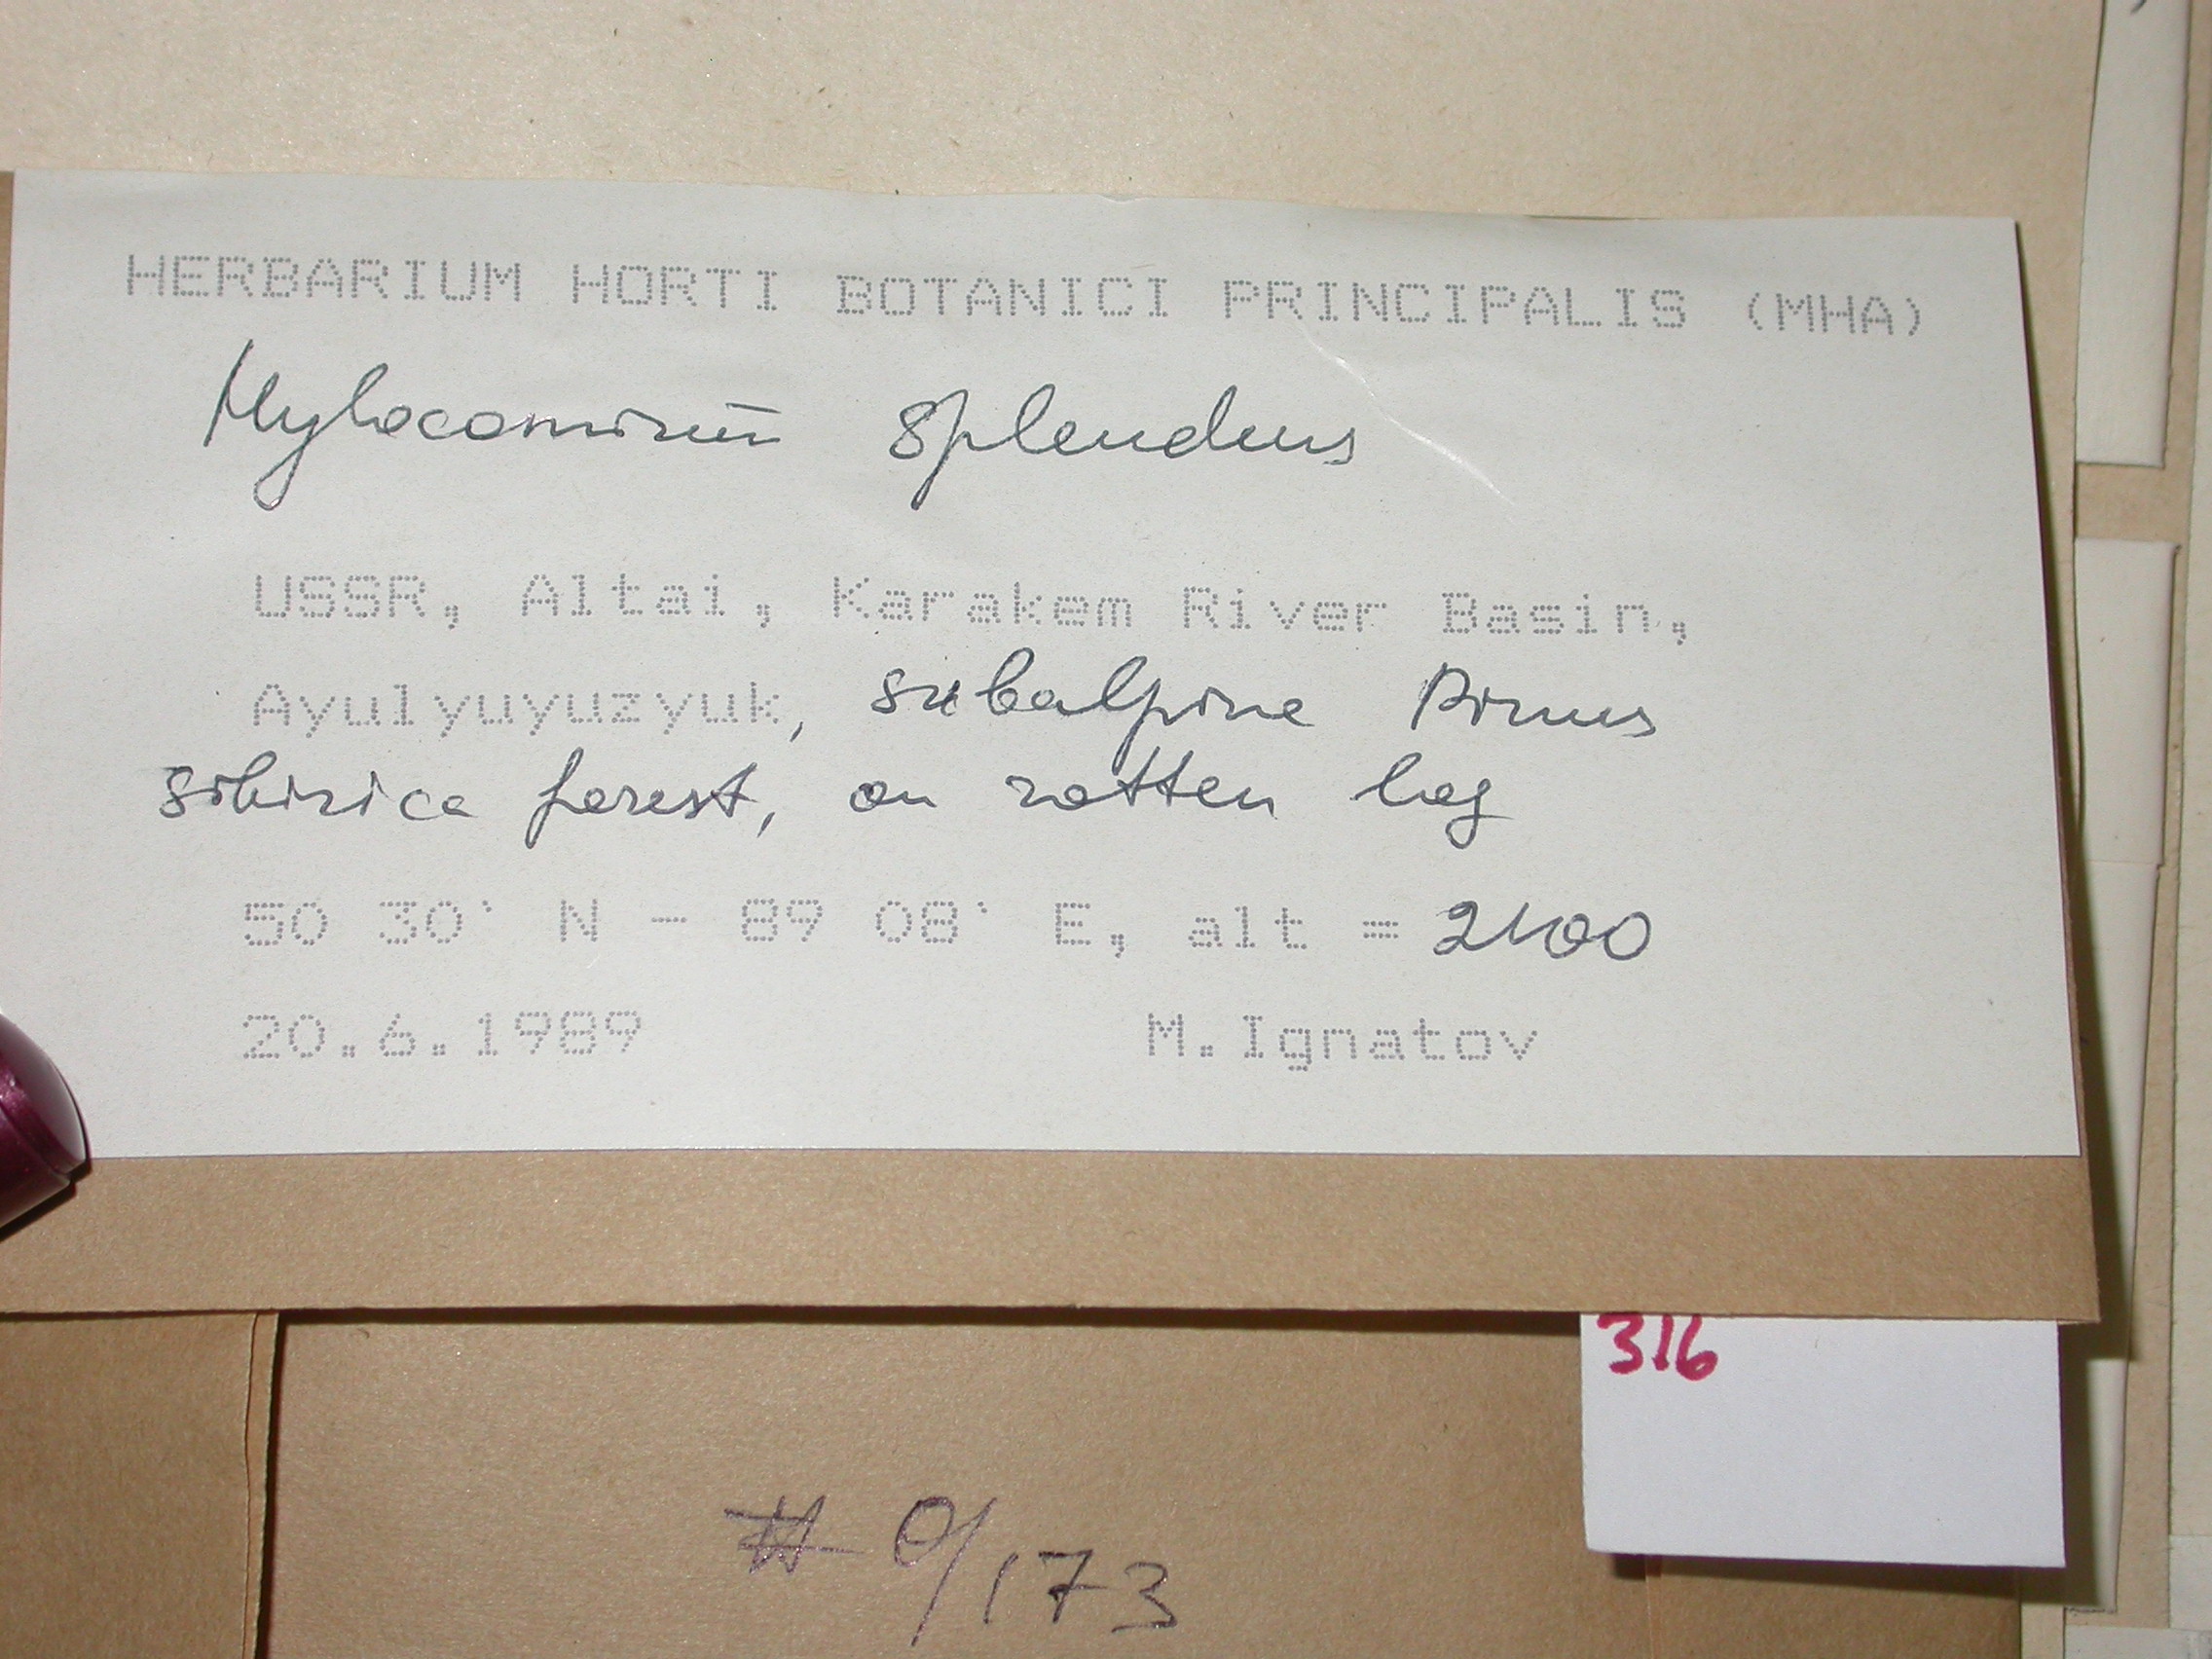 HERBARIUM HORTI BOTANICI PRINCIPALIS (MHA)
Hylocomium splendens
USSR, Altai, Karakem River Basin,
Ayulyuyuzyuk, subalpine Pinus
sibirica forest, on rotten log
50 30' N - 89 08' E, alt = 2100
20.6.1989 M.Ignatov
316
# 0/173